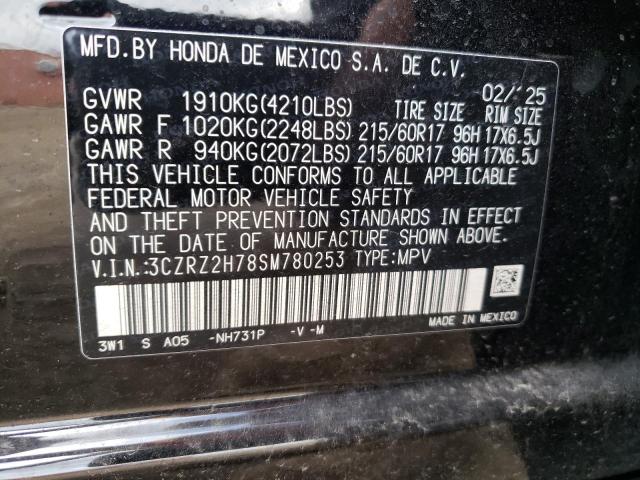 MFD.BY HONDA DE MEXICO S.A. DE C.V.
02/'25
GVWR 1910KG(4210LBS) TIRE SIZE RIM SIZE
GAWR F 1020KG(2248LBS) 215/60R17 96H 17X6.5J
GAWR R 940KG(2072LBS) 215/60R17 96H 17X6.5J
THIS VEHICLE CONFORMS TO ALL APPLICABLE
FEDERAL MOTOR VEHICLE SAFETY
AND THEFT PREVENTION STANDARDS IN EFFECT
ON THE DATE OF MANUFACTURE SHOWN ABOVE.
V.I.N.:3CZRZ2H78SM780253 TYPE:MPV
3W1 S A05 -NH731P -V -M MADE IN MEXICO